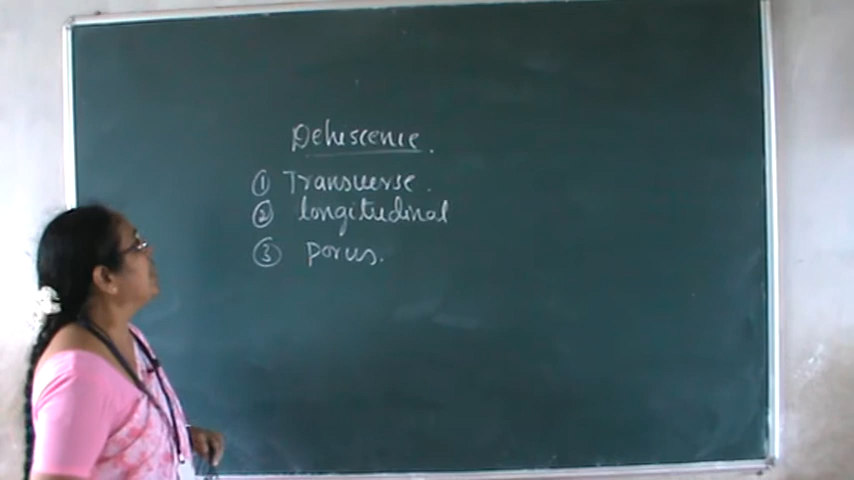 Dehiscence.
① Transverse.
② longitudinal
③ porus.